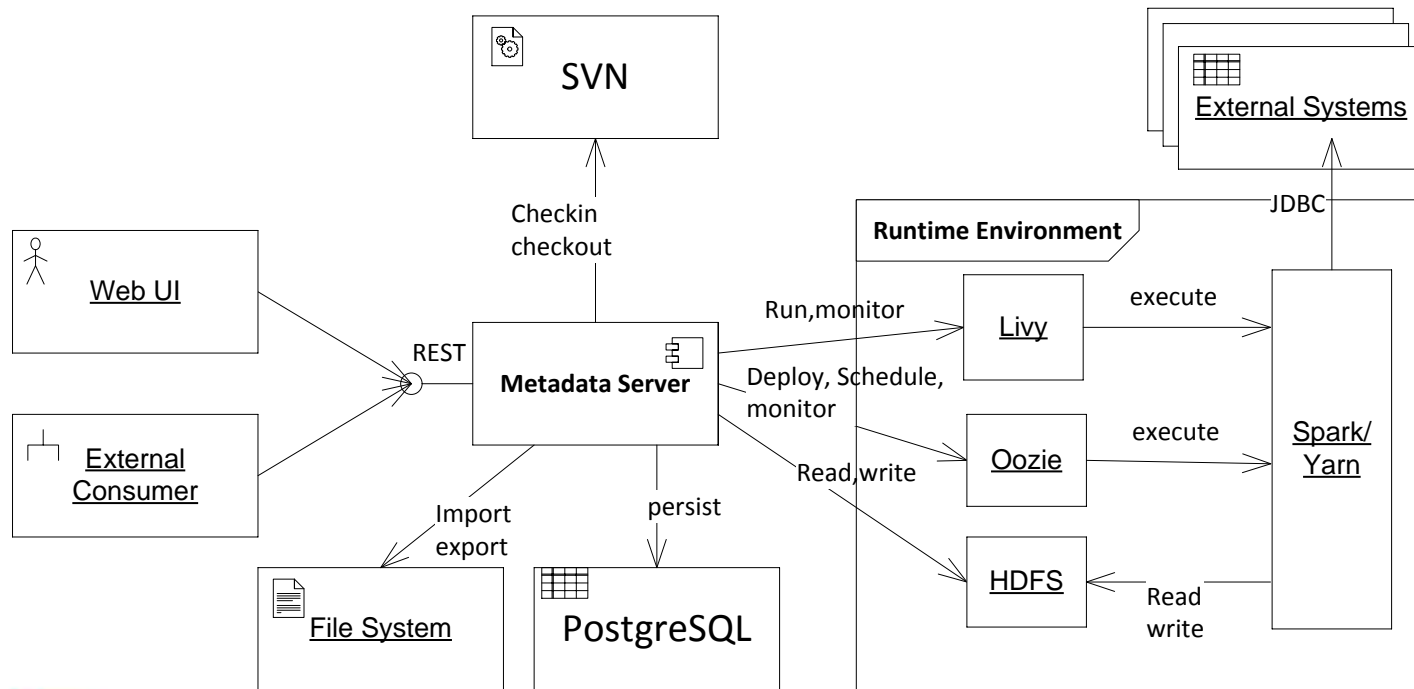 SVN
External Systems
Checkin
checkout
JDBC
Runtime Environment
Web UI
Run,monitor
Livy
execute
REST
Metadata Server
Deploy, Schedule,
monitor
External
Consumer
Read,write
Oozie
execute
Spark/
Yarn
Import
export
persist
HDFS
Read
write
File System
PostgreSQL